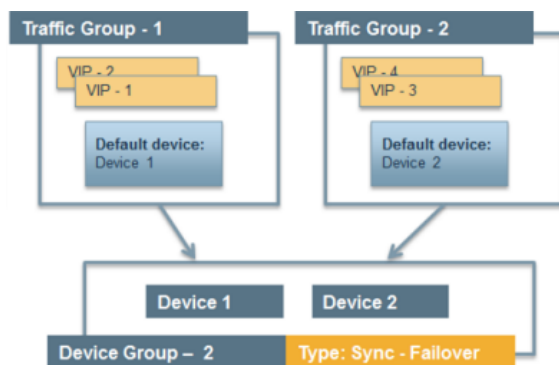 Traffic Group - 1
VIP - 2
VIP - 1
Default device:
Device 1
Traffic Group - 2
VIP - 4
VIP - 3
Default device:
Device 2
Device 1
Device 2
Device Group – 2
Type: Sync - Failover